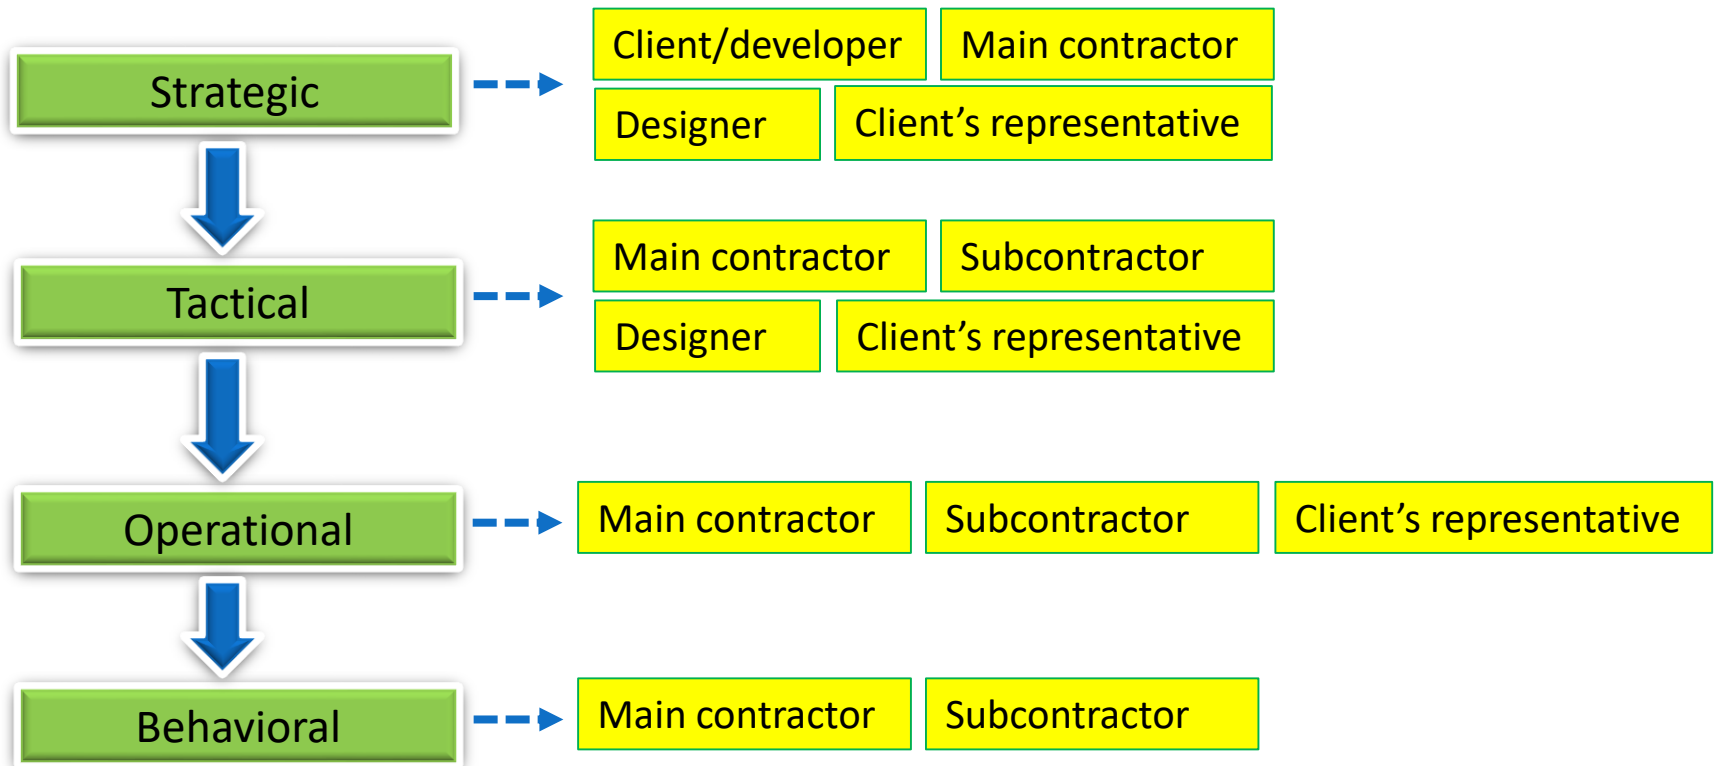 Strategic
Client/developer
Main contractor
Designer
Client’s representative
Tactical
Main contractor
Subcontractor
Designer
Client’s representative
Operational
Main contractor
Subcontractor
Client’s representative
Behavioral
Main contractor
Subcontractor